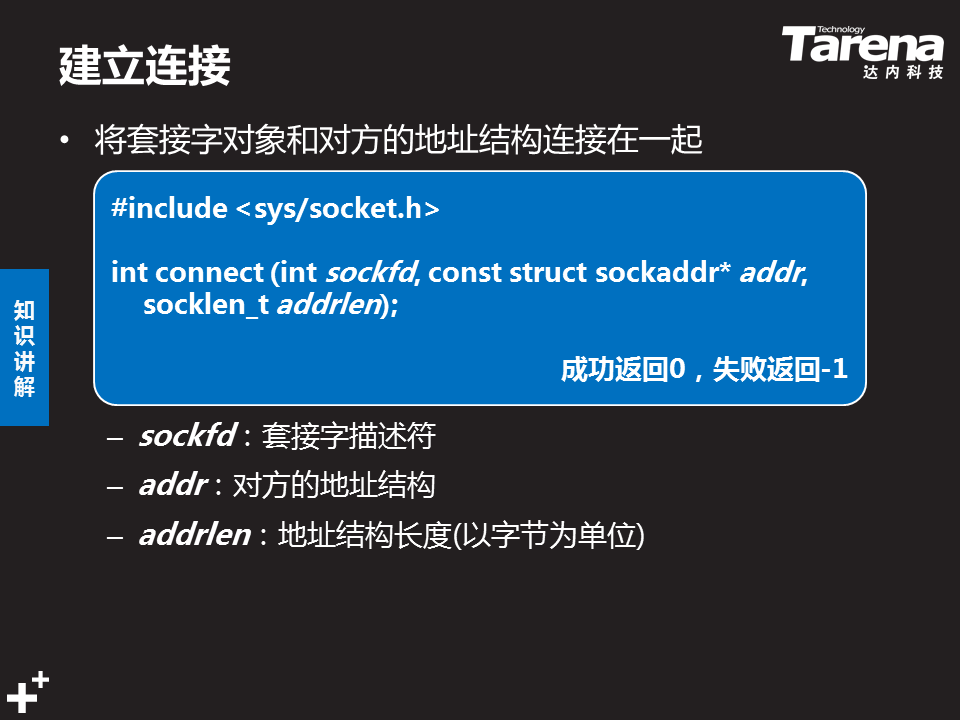 建立连接
Technology
Tarena
达内科技
• 将套接字对象和对方的地址结构连接在一起
#include <sys/socket.h>
int connect (int sockfd, const struct sockaddr* addr,
socklen_t addrlen);
成功返回0，失败返回-1
知识讲解
– sockfd：套接字描述符
– addr：对方的地址结构
– addrlen：地址结构长度(以字节为单位)